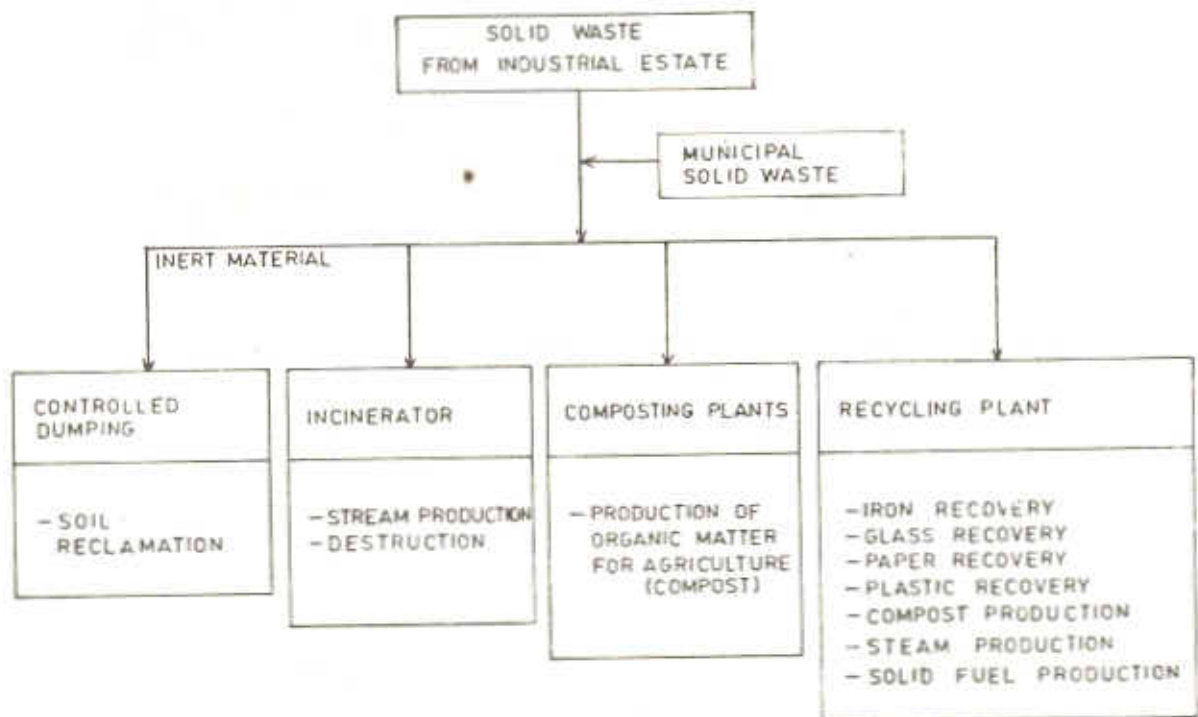 SOLID WASTE
FROM INDUSTRIAL ESTATE
MUNICIPAL
SOLID WASTE
INERT MATERIAL
CONTROLLED
DUMPING
- SOIL
RECLAMATION
INCINERATOR
- STREAM PRODUCTION
- DESTRUCTION
COMPOSTING PLANTS
- PRODUCTION OF
ORGANIC MATTER
FOR AGRICULTURE
(COMPOST)
RECYCLING PLANT
- IRON RECOVERY
- GLASS RECOVERY
- PAPER RECOVERY
- PLASTIC RECOVERY
- COMPOST PRODUCTION
- STEAM PRODUCTION
- SOLID FUEL PRODUCTION